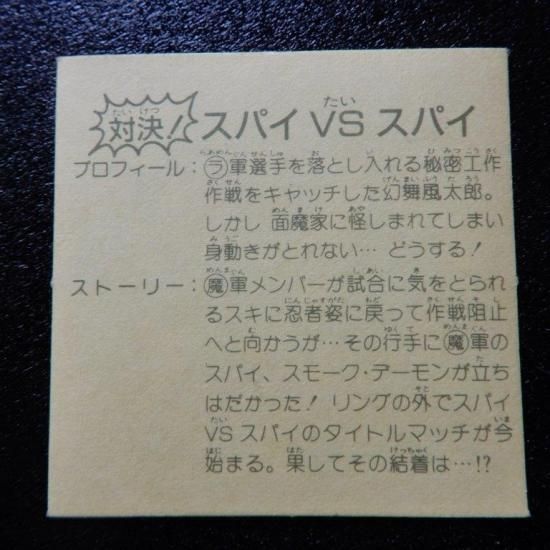 対決! スパイ VS スパイ
プロフィール：ラ軍選手を落とし入れる秘密工作
作戦をキャッチした幻舞風太郎。
しかし 面魔家に怪しまれてしまい
身動きがとれない… どうする!
ストーリー：魔軍メンバーが試合に気をとられ
るスキに忍者姿に戻って作戦阻止
へと向かうが…その行手に魔軍の
スパイ、スモーク・デーモンが立ち
はだかった! リングの外でスパイ
VSスパイのタイトルマッチが今
始まる。果してその結着は…!?